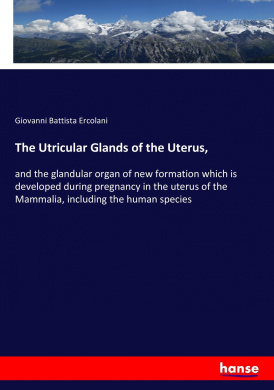 Giovanni Battista Ercolani
The Utricular Glands of the Uterus,
and the glandular organ of new formation which is
developed during pregnancy in the uterus of the
Mammalia, including the human species
hanse